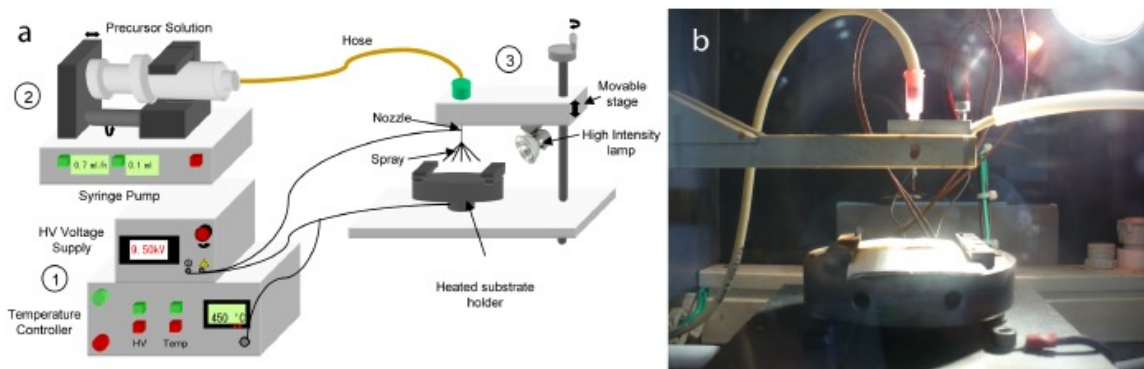 a
Precursor Solution
Hose
3
2
Movable
stage
Nozzle
High Intensity
lamp
Spray
0.7 ml/h
0.1 ml
Syringe Pump
HV Voltage
Supply
9.50kV
1
Temperature
Controller
450 °C
HV
Temp
Heated substrate
holder
b